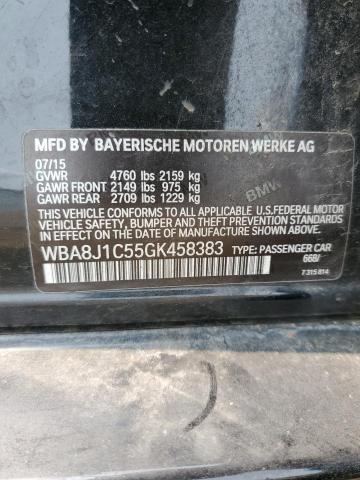 MFD BY BAYERISCHE MOTOREN WERKE AG
07/15
GVWR 4760 lbs 2159 kg
GAWR FRONT 2149 lbs 975 kg
GAWR REAR 2709 lbs 1229 kg
THIS VEHICLE CONFORMS TO ALL APPLICABLE U.S. FEDERAL MOTOR
VEHICLE SAFETY, BUMPER AND THEFT PREVENTION STANDARDS
IN EFFECT ON THE DATE OF MANUFACTURE SHOWN ABOVE.
WBA8J1C55GK458383 TYPE: PASSENGER CAR
668/
7 315 814
BMW